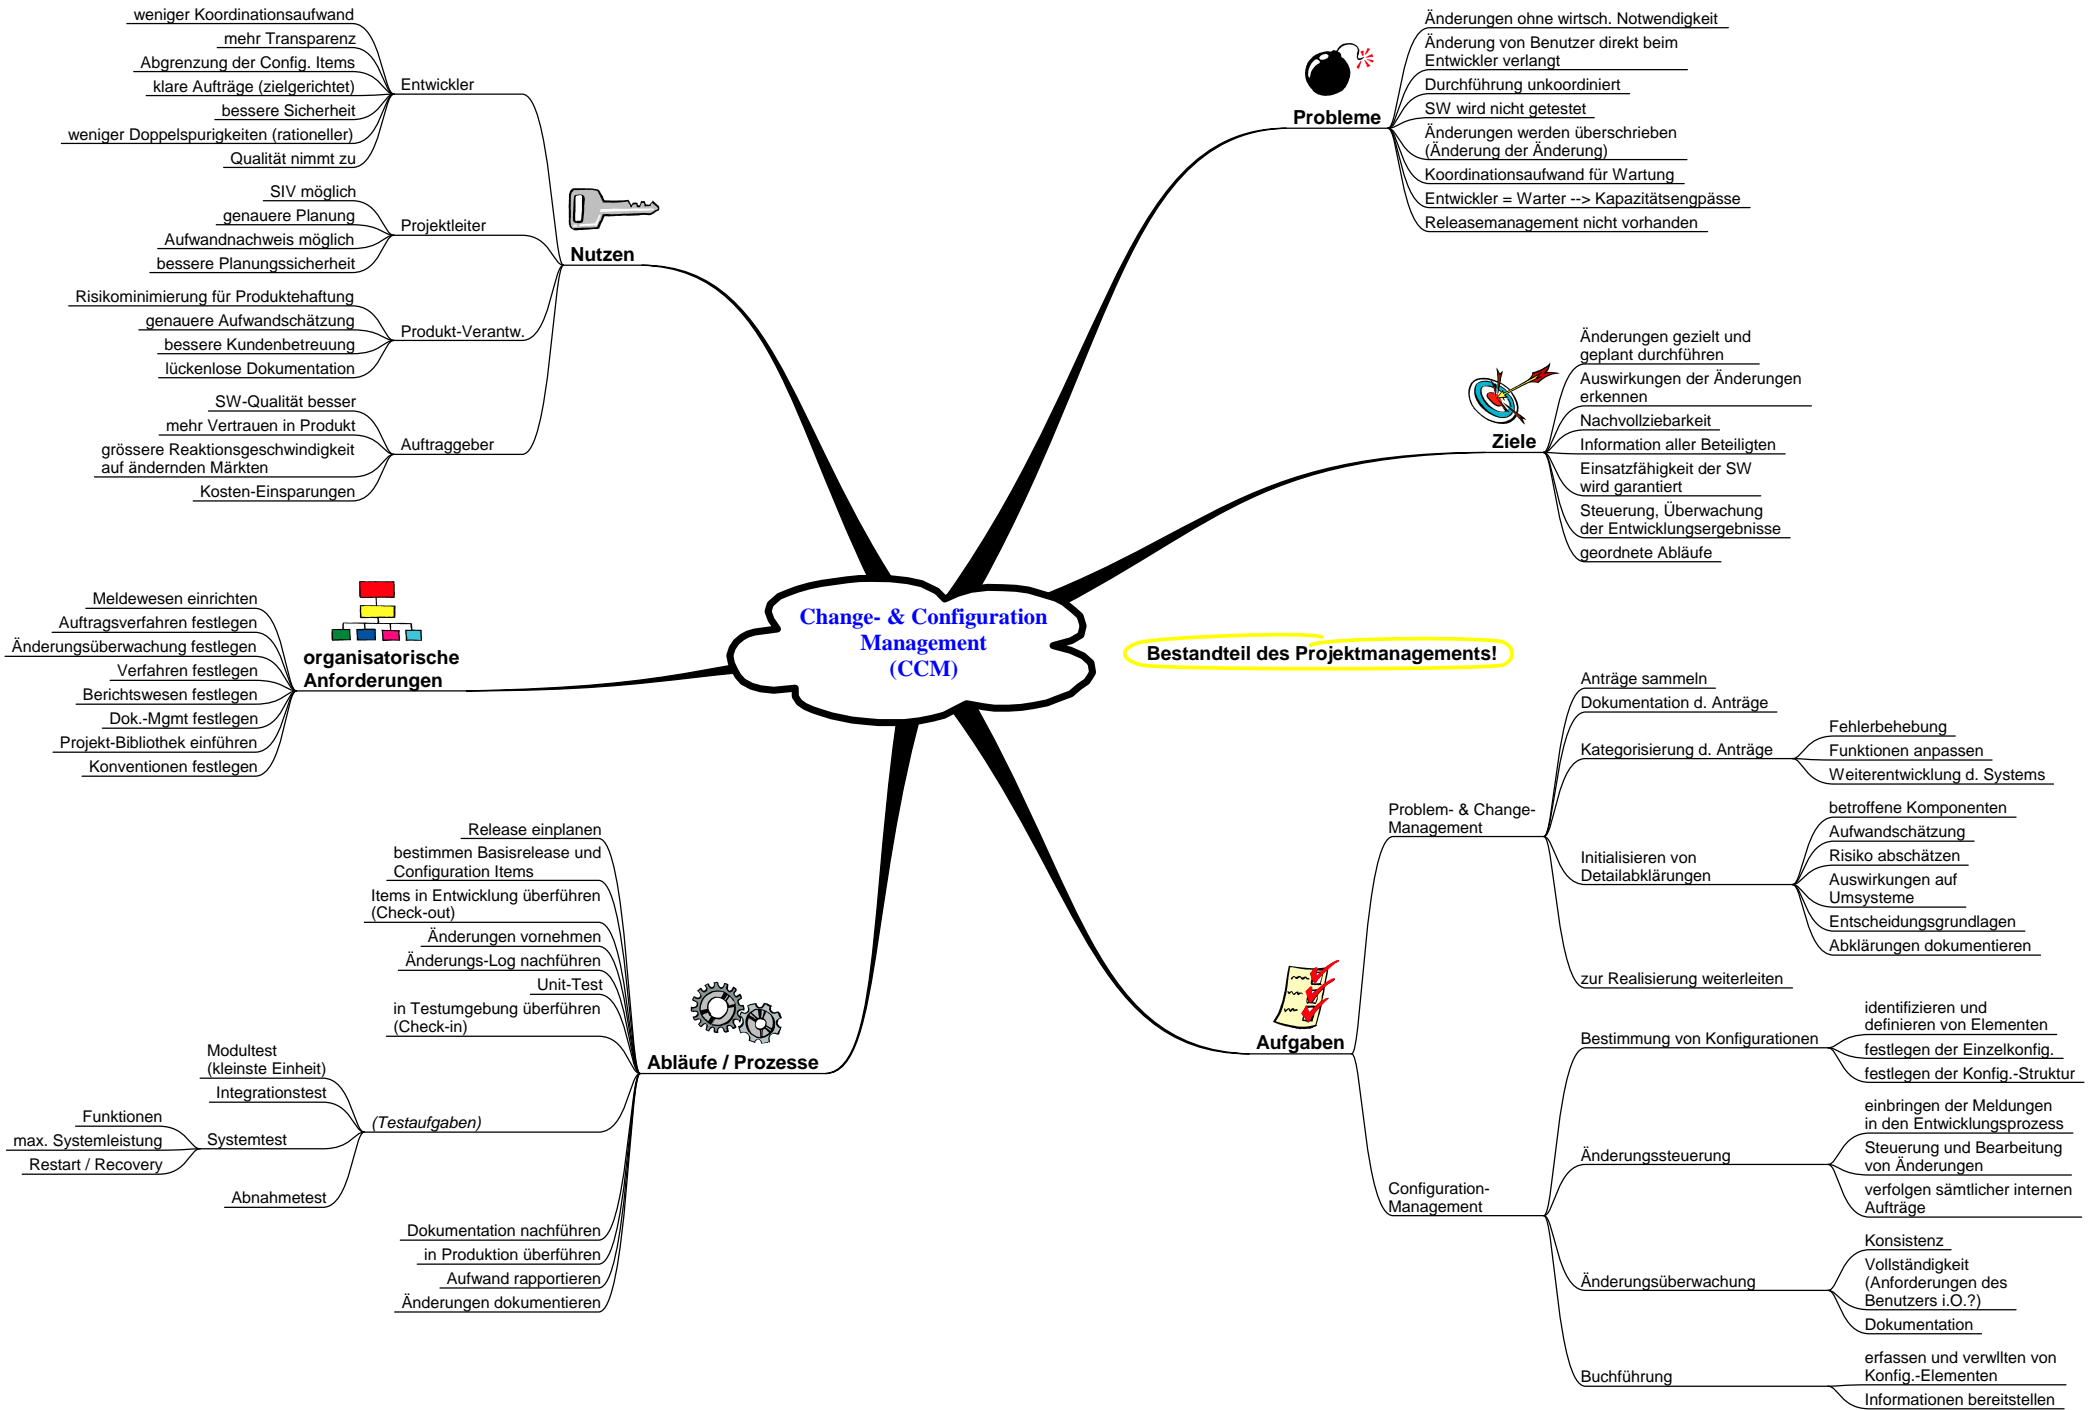 Change- & Configuration
Management
(CCM)
Bestandteil des Projektmanagements!
Probleme
Änderungen ohne wirtsch. Notwendigkeit
Änderung von Benutzer direkt beim
Entwickler verlangt
Durchführung unkoordiniert
SW wird nicht getestet
Änderungen werden überschrieben
(Änderung der Änderung)
Koordinationsaufwand für Wartung
Entwickler = Warter --> Kapazitätsengpässe
Releasemanagement nicht vorhanden
Ziele
Änderungen gezielt und
geplant durchführen
Auswirkungen der Änderungen
erkennen
Nachvollziebarkeit
Information aller Beteiligten
Einsatzfähigkeit der SW
wird garantiert
Steuerung, Überwachung
der Entwicklungsergebnisse
geordnete Abläufe
Aufgaben
Problem- & Change-
Management
Anträge sammeln
Dokumentation d. Anträge
Kategorisierung d. Anträge
Fehlerbehebung
Funktionen anpassen
Weiterentwicklung d. Systems
Initialisieren von
Detailabklärungen
betroffene Komponenten
Aufwandschätzung
Risiko abschätzen
Auswirkungen auf
Umsysteme
Entscheidungsgrundlagen
Abklärungen dokumentieren
zur Realisierung weiterleiten
Configuration-
Management
Bestimmung von Konfigurationen
identifizieren und
definieren von Elementen
festlegen der Einzelkonfig.
festlegen der Konfig.-Struktur
Änderungssteuerung
einbringen der Meldungen
in den Entwicklungsprozess
Steuerung und Bearbeitung
von Änderungen
verfolgen sämtlicher internen
Aufträge
Änderungsüberwachung
Konsistenz
Vollständigkeit
(Anforderungen des
Benutzers i.O.?)
Dokumentation
Buchführung
erfassen und verwllten von
Konfig.-Elementen
Informationen bereitstellen
Abläufe / Prozesse
Release einplanen
bestimmen Basisrelease und
Configuration Items
Items in Entwicklung überführen
(Check-out)
Änderungen vornehmen
Änderungs-Log nachführen
Unit-Test
in Testumgebung überführen
(Check-in)
(Testaufgaben)
Modultest
(kleinste Einheit)
Integrationstest
Systemtest
Funktionen
max. Systemleistung
Restart / Recovery
Abnahmetest
Dokumentation nachführen
in Produktion überführen
Aufwand rapportieren
Änderungen dokumentieren
organisatorische
Anforderungen
Meldewesen einrichten
Auftragsverfahren festlegen
Änderungsüberwachung festlegen
Verfahren festlegen
Berichtswesen festlegen
Dok.-Mgmt festlegen
Projekt-Bibliothek einführen
Konventionen festlegen
Nutzen
Entwickler
weniger Koordinationsaufwand
mehr Transparenz
Abgrenzung der Config. Items
klare Aufträge (zielgerichtet)
bessere Sicherheit
weniger Doppelspurigkeiten (rationeller)
Qualität nimmt zu
Projektleiter
SIV möglich
genauere Planung
Aufwandnachweis möglich
bessere Planungssicherheit
Produkt-Verantw.
Risikominimierung für Produktehaftung
genauere Aufwandschätzung
bessere Kundenbetreuung
lückenlose Dokumentation
Auftraggeber
SW-Qualität besser
mehr Vertrauen in Produkt
grössere Reaktionsgeschwindigkeit
auf ändernden Märkten
Kosten-Einsparungen